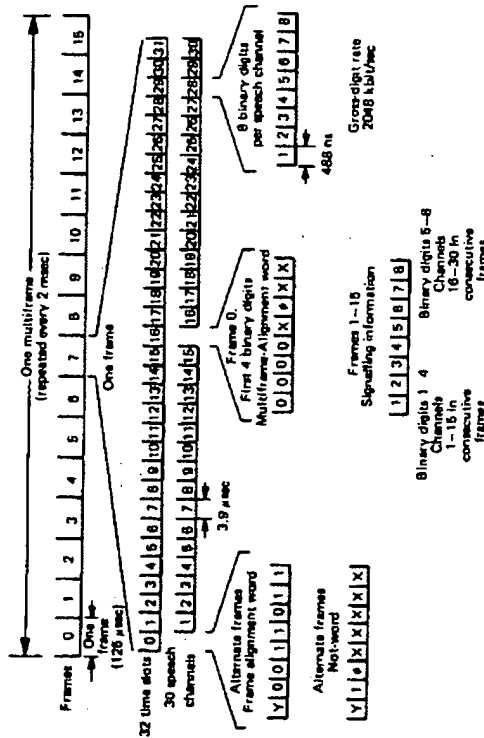 One multiframe
(repeated every 2 msec)
Frames 0 1 2 3 4 5 6 7 8 9 10 11 12 13 14 15
One
frame
(125 µsec)
One frame
32 time slots 0 1 2 3 4 5 6 7 8 9 10 11 12 13 14 15 16 17 18 19 20 21 22 23 24 25 26 27 28 29 30 31
30 speech
channels
1 2 3 4 5 6 7 8 9 10 11 12 13 14 15 16 17 18 19 20 21 22 23 24 25 26 27 28 29 30
3.9 µsec
Alternate frames
Frame alignment word
Y 0 0 1 1 0 1 1
Alternate frames
Not-word
Y 1 * X X X X X
Frame 0.
First 4 binary digits
Multiframe-Alignment word
0 0 0 0 X * X X
Frames 1–15
Signalling information
1 2 3 4 5 6 7 8
Binary digits 1 4
Channels
1–15 in
consecutive
frames
Binary digits 5–8
Channels
16–30 in
consecutive
frames
8 binary digits
per speech channel
1 2 3 4 5 6 7 8
488 ns
Gross-digit rate
2048 kbit/sec